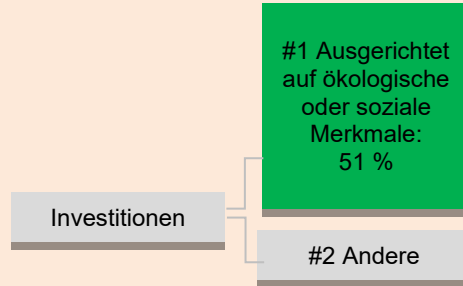 #1 Ausgerichtet
auf ökologische
oder soziale
Merkmale:
51 %
Investitionen
#2 Andere